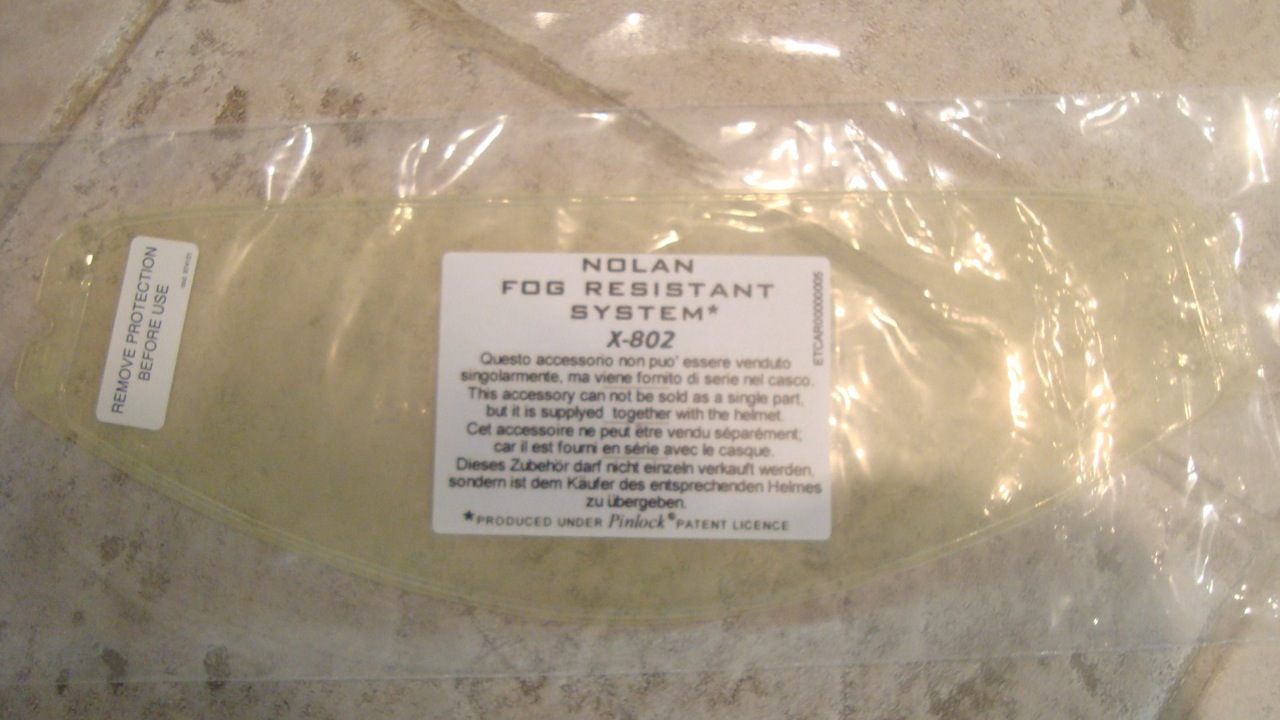 REMOVE PROTECTION
BEFORE USE
NOLAN
FOG RESISTANT
SYSTEM*
X-802
Questo accessorio non puo' essere venduto
singolarmente, ma viene fornito di serie nel casco.
This accessory can not be sold as a single part,
but it is supplyed together with the helmet.
Cet accessoire ne peut être vendu séparément;
car il est fourni en série avec le casque.
Dieses Zubehör darf nicht einzeln verkauft werden,
sondern ist dem Käufer des entsprechenden Helmes
zu übergeben.
*PRODUCED UNDER Pinlock® PATENT LICENCE